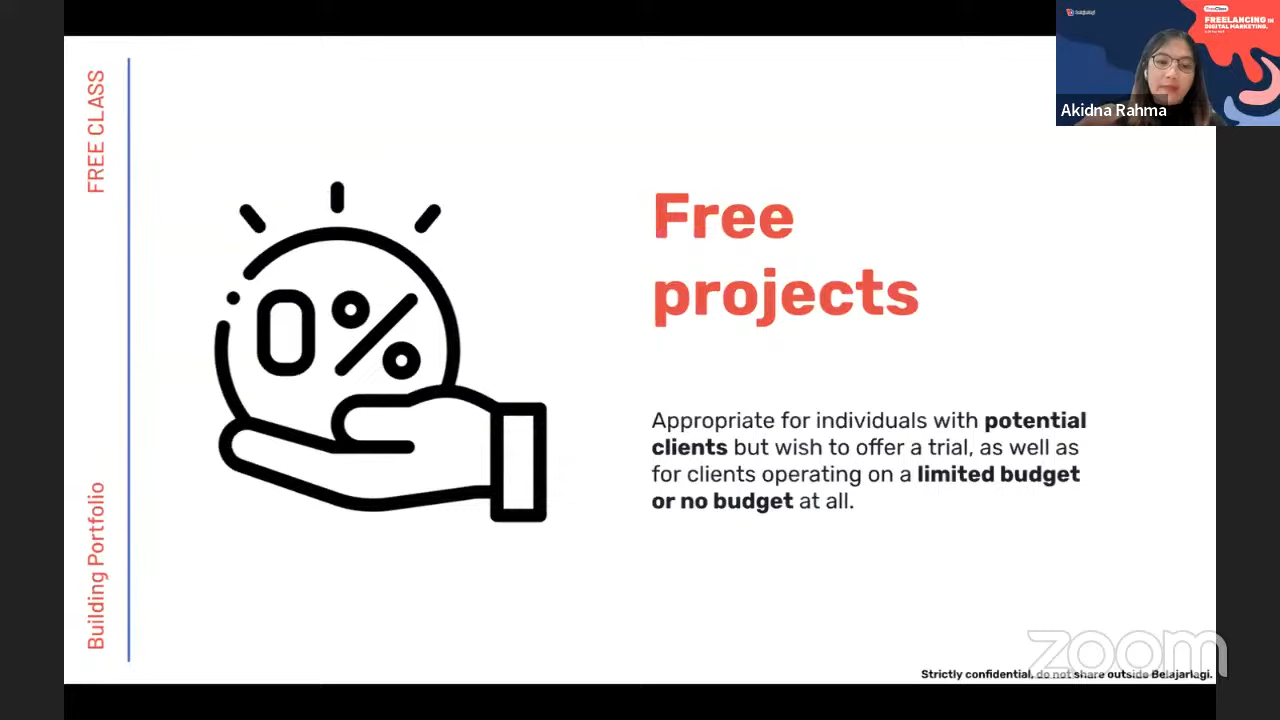 FREE CLASS
Building Portfolio
0%
Free
projects
Appropriate for individuals with potential
clients but wish to offer a trial, as well as
for clients operating on a limited budget
or no budget at all.
Strictly confidential, do not share outside Belajarlagi.
zoom
belajarlagi
FreeClass
FREELANCING IN
DIGITAL MARKETING.
Akidna Rahma